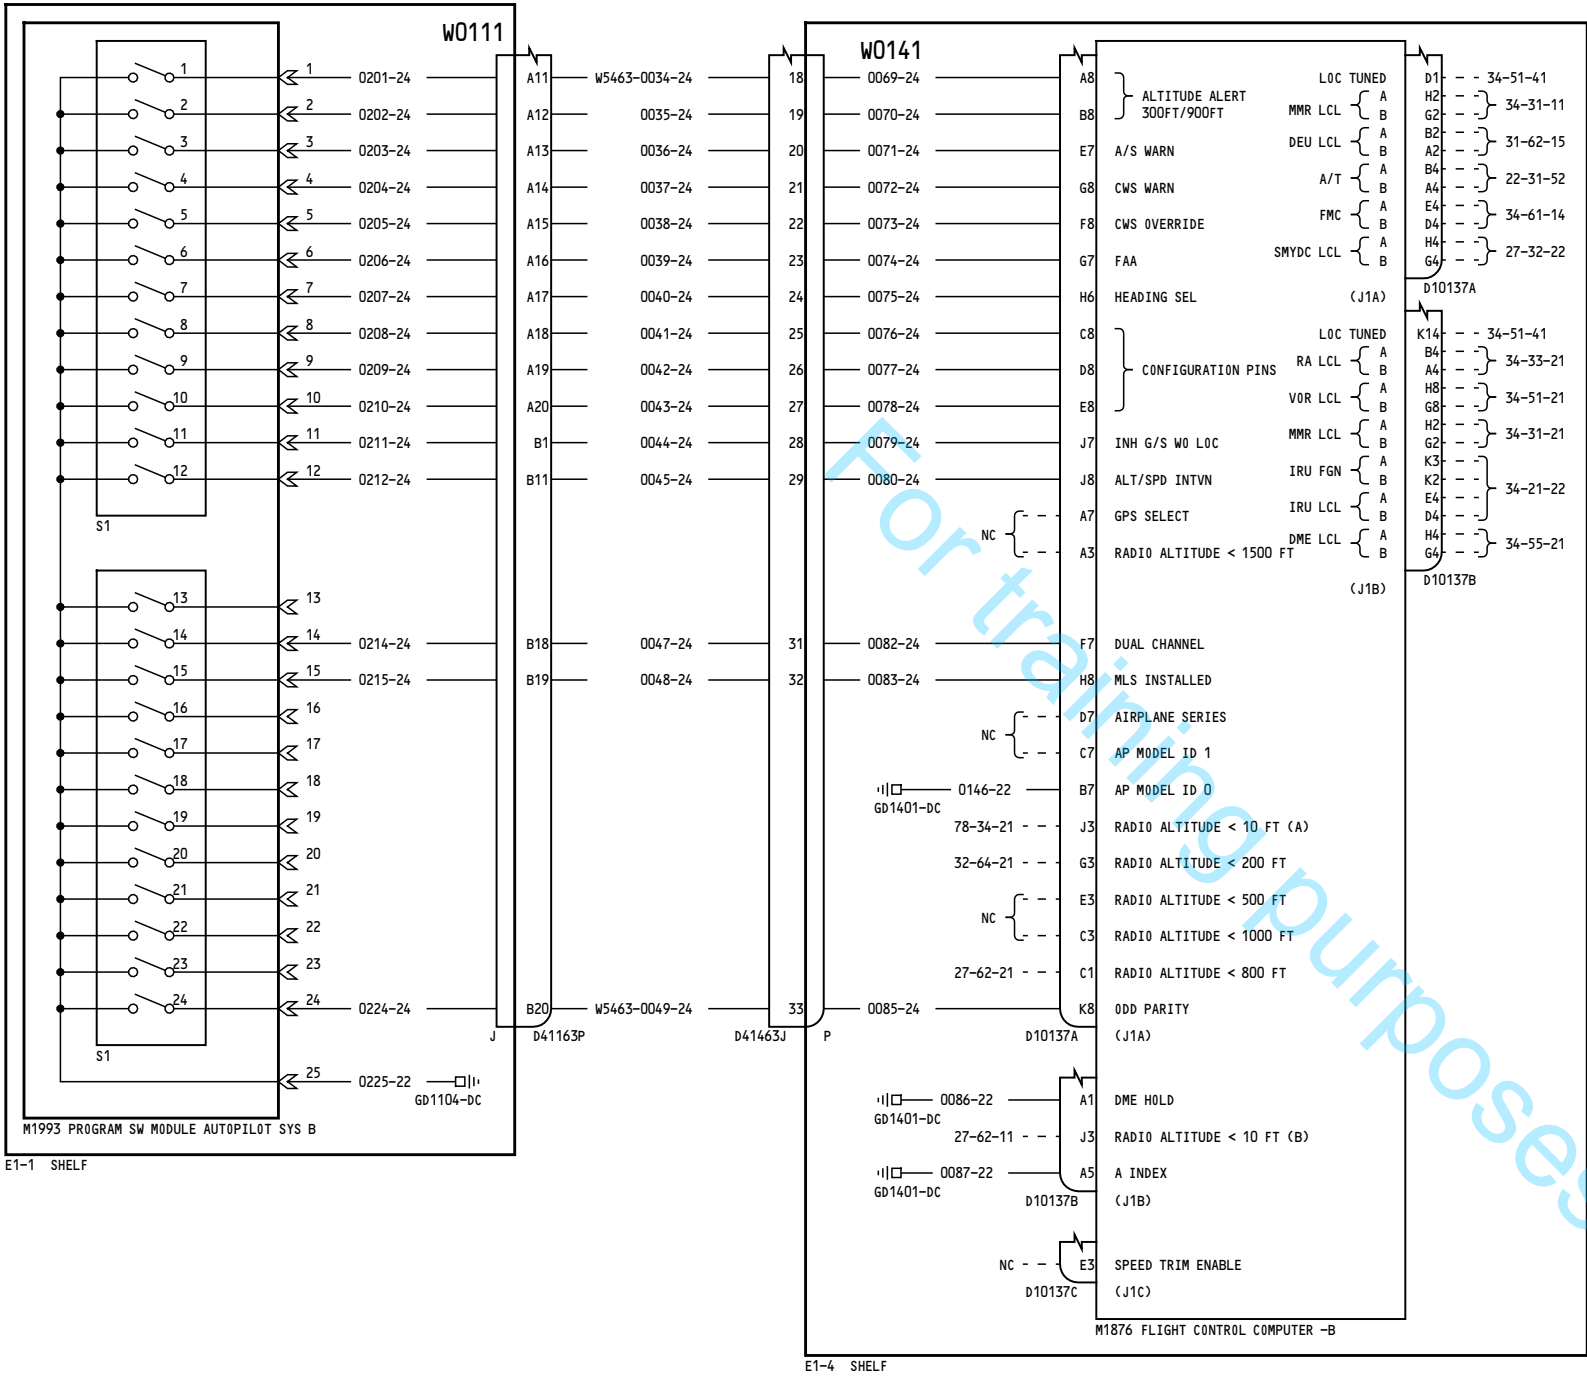 W0111
W0141
1 1 0201-24 A11 W5463-0034-24 18 0069-24 A8 LOC TUNED D1 34-51-41
ALTITUDE ALERT
300FT/900FT
MMR LCL A H2 34-31-11
B G2
2 2 0202-24 A12 0035-24 19 0070-24 B8
DEU LCL A B2 31-62-15
B A2
3 3 0203-24 A13 0036-24 20 0071-24 E7 A/S WARN
A/T A B4 22-31-52
B A4
4 4 0204-24 A14 0037-24 21 0072-24 G8 CWS WARN
FMC A E4 34-61-14
B D4
5 5 0205-24 A15 0038-24 22 0073-24 F8 CWS OVERRIDE
SMYDC LCL A H4 27-32-22
B G4
6 6 0206-24 A16 0039-24 23 0074-24 G7 FAA
D10137A
7 7 0207-24 A17 0040-24 24 0075-24 H6 HEADING SEL (J1A)
8 8 0208-24 A18 0041-24 25 0076-24 C8 LOC TUNED K14 34-51-41
RA LCL A B4 34-33-21
B A4
9 9 0209-24 A19 0042-24 26 0077-24 D8 CONFIGURATION PINS
VOR LCL A H8 34-51-21
B G8
10 10 0210-24 A20 0043-24 27 0078-24 E8
MMR LCL A H2 34-31-21
B G2
11 11 0211-24 B1 0044-24 28 0079-24 J7 INH G/S WO LOC
IRU FGN A K3
B K2
34-21-22
12 12 0212-24 B11 0045-24 29 0080-24 J8 ALT/SPD INTVN
IRU LCL A E4
B D4
S1
NC A7 GPS SELECT
DME LCL A H4 34-55-21
B G4
A3 RADIO ALTITUDE < 1500 FT
D10137B
(J1B)
13 13
14 14 0214-24 B18 0047-24 31 0082-24 F7 DUAL CHANNEL
15 15 0215-24 B19 0048-24 32 0083-24 H8 MLS INSTALLED
16 16
NC D7 AIRPLANE SERIES
17 17
C7 AP MODEL ID 1
18 18
0146-22 B7 AP MODEL ID 0
GD1401-DC
19 19
78-34-21 J3 RADIO ALTITUDE < 10 FT (A)
20 20
32-64-21 G3 RADIO ALTITUDE < 200 FT
21 21
NC E3 RADIO ALTITUDE < 500 FT
22 22
C3 RADIO ALTITUDE < 1000 FT
23 23
27-62-21 C1 RADIO ALTITUDE < 800 FT
24 24 0224-24 B20 W5463-0049-24 33 0085-24 K8 ODD PARITY
J D41163P D41463J P D10137A (J1A)
S1
25 0225-22
GD1104-DC
0086-22 A1 DME HOLD
GD1401-DC
M1993 PROGRAM SW MODULE AUTOPILOT SYS B
27-62-11 J3 RADIO ALTITUDE < 10 FT (B)
E1-1 SHELF
0087-22 A5 A INDEX
GD1401-DC
D10137B (J1B)
NC E3 SPEED TRIM ENABLE
D10137C (J1C)
M1876 FLIGHT CONTROL COMPUTER -B
E1-4 SHELF
For training purposes